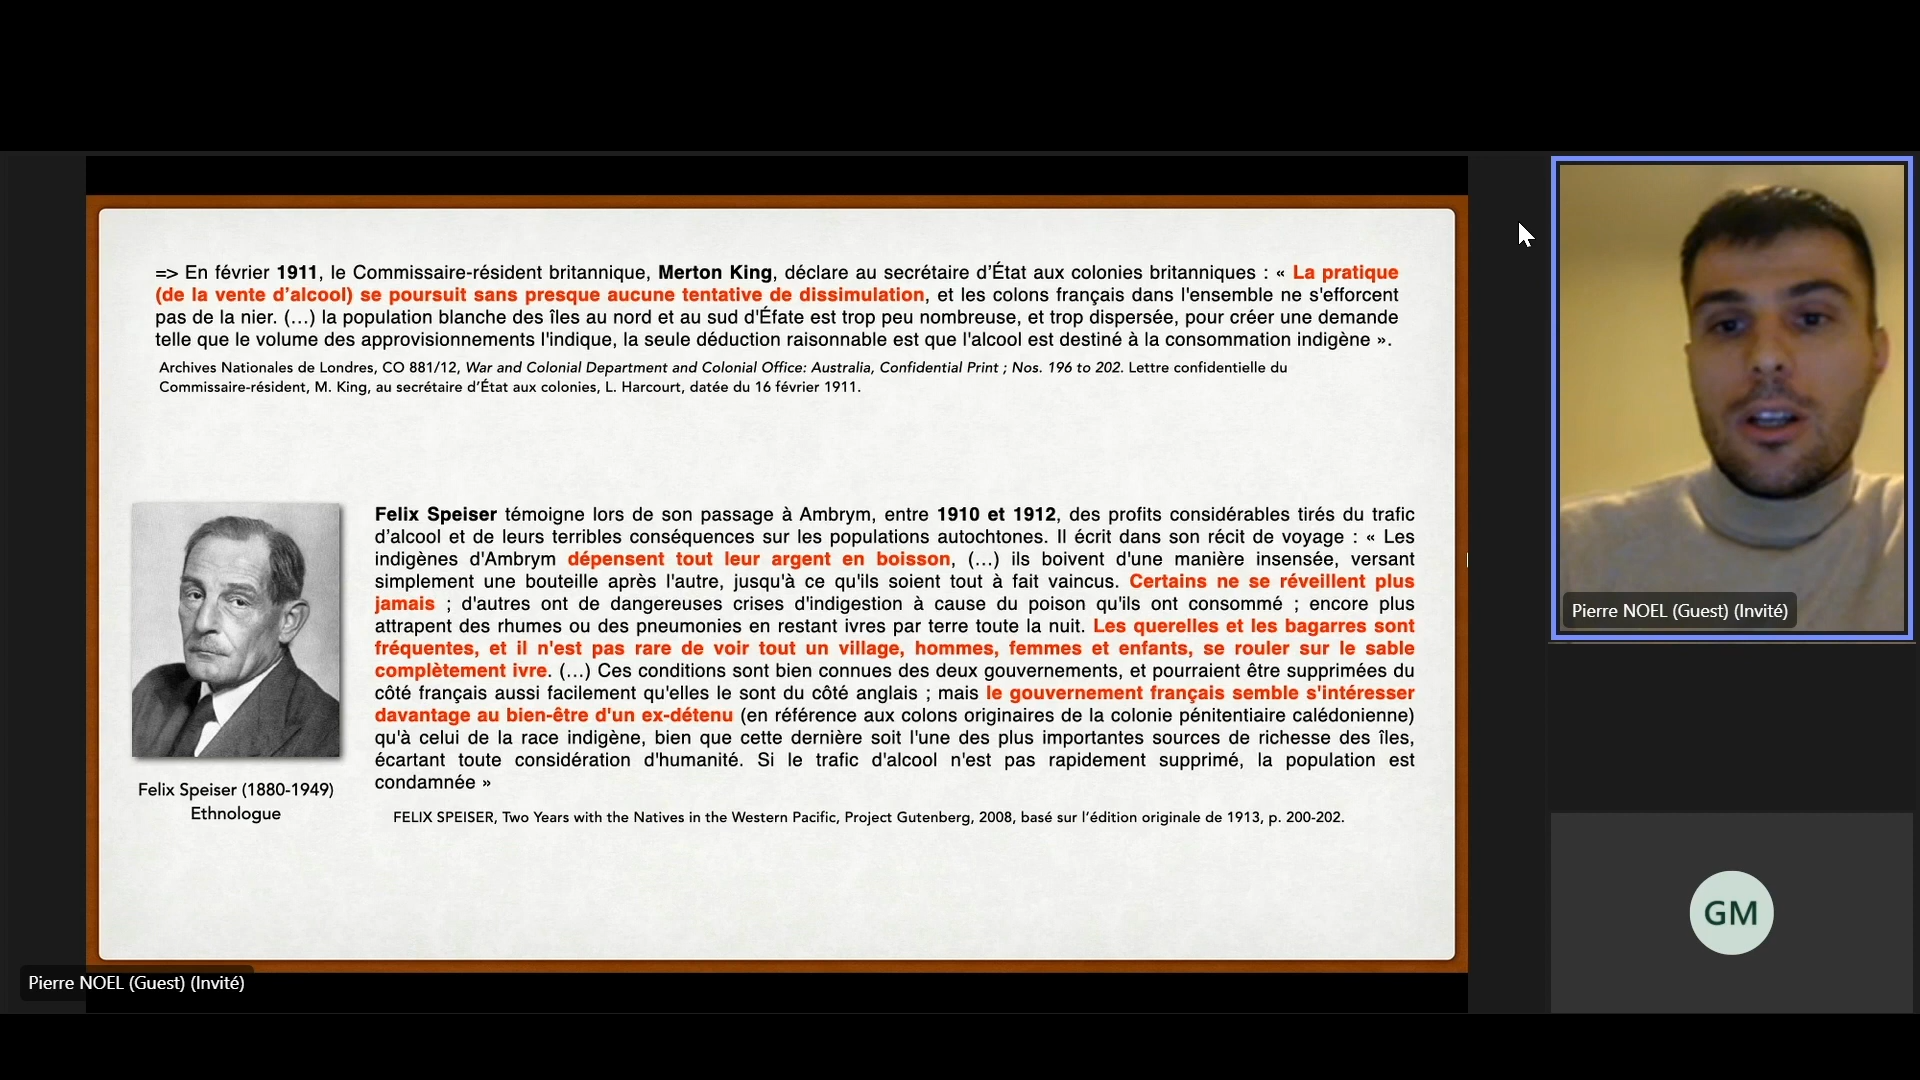 => En février 1911, le Commissaire-résident britannique, Merton King, déclare au secrétaire d’État aux colonies britanniques : « La pratique
(de la vente d’alcool) se poursuit sans presque aucune tentative de dissimulation, et les colons français dans l'ensemble ne s'efforcent
pas de la nier. (…) la population blanche des îles au nord et au sud d'Éfate est trop peu nombreuse, et trop dispersée, pour créer une demande
telle que le volume des approvisionnements l'indique, la seule déduction raisonnable est que l'alcool est destiné à la consommation indigène ».
Archives Nationales de Londres, CO 881/12, War and Colonial Department and Colonial Office: Australia, Confidential Print ; Nos. 196 to 202. Lettre confidentielle du
Commissaire-résident, M. King, au secrétaire d’État aux colonies, L. Harcourt, datée du 16 février 1911.
Felix Speiser témoigne lors de son passage à Ambrym, entre 1910 et 1912, des profits considérables tirés du trafic
d’alcool et de leurs terribles conséquences sur les populations autochtones. Il écrit dans son récit de voyage : « Les
indigènes d'Ambrym dépensent tout leur argent en boisson, (…) ils boivent d'une manière insensée, versant
simplement une bouteille après l'autre, jusqu'à ce qu'ils soient tout à fait vaincus. Certains ne se réveillent plus
jamais ; d'autres ont de dangereuses crises d'indigestion à cause du poison qu'ils ont consommé ; encore plus
attrapent des rhumes ou des pneumonies en restant ivres par terre toute la nuit. Les querelles et les bagarres sont
fréquentes, et il n'est pas rare de voir tout un village, hommes, femmes et enfants, se rouler sur le sable
complètement ivre. (…) Ces conditions sont bien connues des deux gouvernements, et pourraient être supprimées du
côté français aussi facilement qu'elles le sont du côté anglais ; mais le gouvernement français semble s'intéresser
davantage au bien-être d'un ex-détenu (en référence aux colons originaires de la colonie pénitentiaire calédonienne)
qu'à celui de la race indigène, bien que cette dernière soit l'une des plus importantes sources de richesse des îles,
écartant toute considération d'humanité. Si le trafic d'alcool n'est pas rapidement supprimé, la population est
condamnée »
FELIX SPEISER, Two Years with the Natives in the Western Pacific, Project Gutenberg, 2008, basé sur l’édition originale de 1913, p. 200-202.
Felix Speiser (1880-1949)
Ethnologue
Pierre NOEL (Guest) (Invité)
Pierre NOEL (Guest) (Invité)
GM